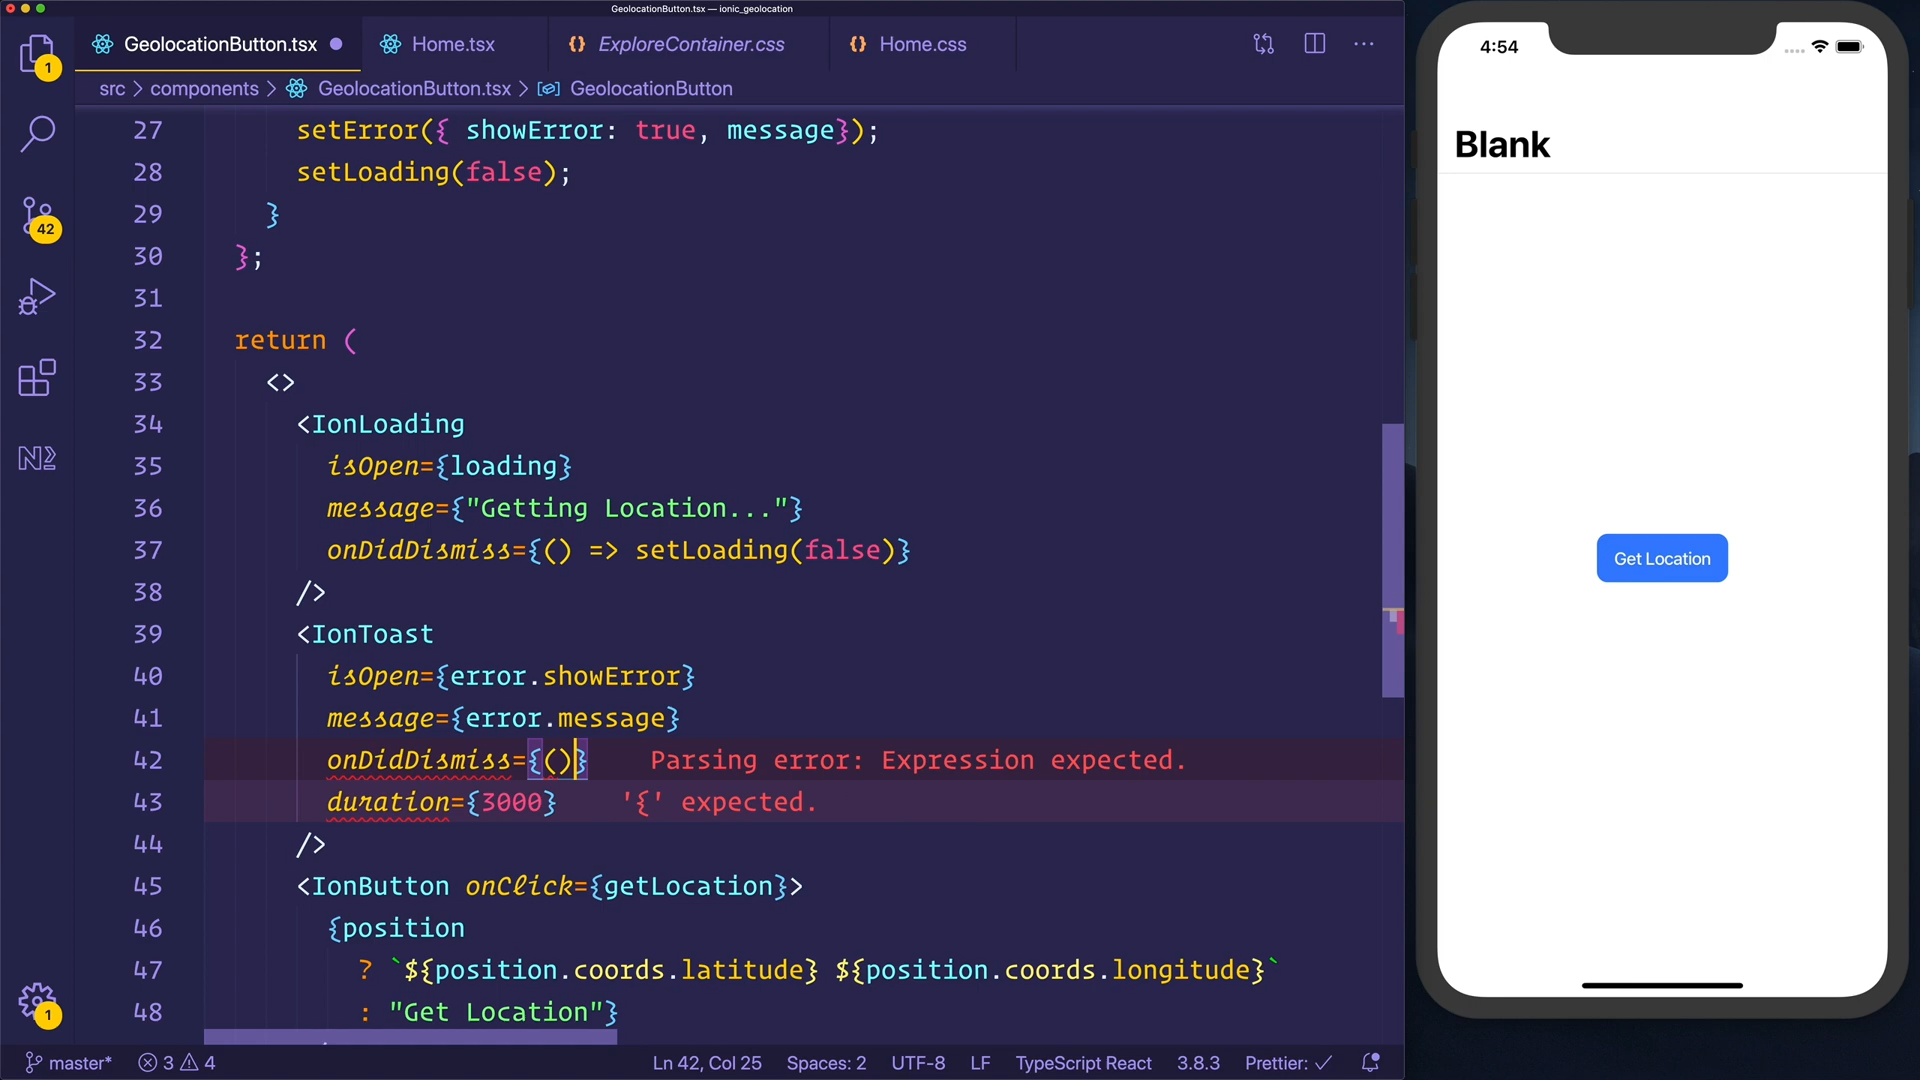 GeolocationButton.tsx — ionic_geolocation
GeolocationButton.tsx
Home.tsx
{} ExploreContainer.css
{} Home.css
src > components > GeolocationButton.tsx > GeolocationButton
27 setError({ showError: true, message});
28 setLoading(false);
29 }
30 };
31
32 return (
33 <>
34 <IonLoading
35 isOpen={loading}
36 message={"Getting Location..."}
37 onDidDismiss={() => setLoading(false)}
38 />
39 <IonToast
40 isOpen={error.showError}
41 message={error.message}
42 onDidDismiss={()} Parsing error: Expression expected.
43 duration={3000} '{' expected.
44 />
45 <IonButton onClick={getLocation}>
46 {position
47 ? `${position.coords.latitude} ${position.coords.longitude}`
48 : "Get Location"}
1
42
N
1
master* 3 4 Ln 42, Col 25 Spaces: 2 UTF-8 LF TypeScript React 3.8.3 Prettier: ✓
4:54
Blank
Get Location